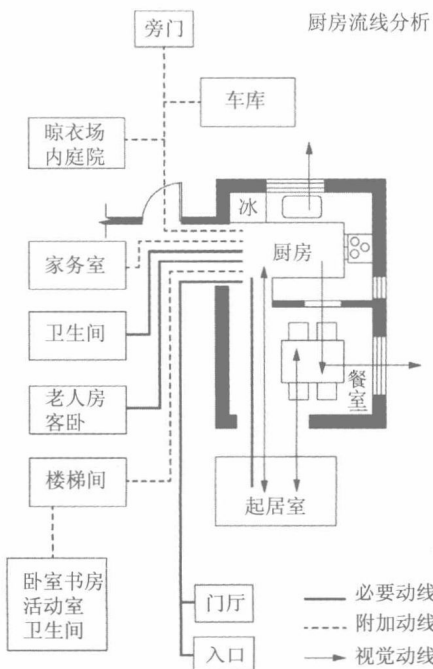 厨房流线分析
旁门
车库
晾衣场
内庭院
冰
厨房
家务室
卫生间
老人房
客卧
餐室
楼梯间
起居室
卧室书房
活动室
卫生间
门厅
入口
必要动线
附加动线
视觉动线